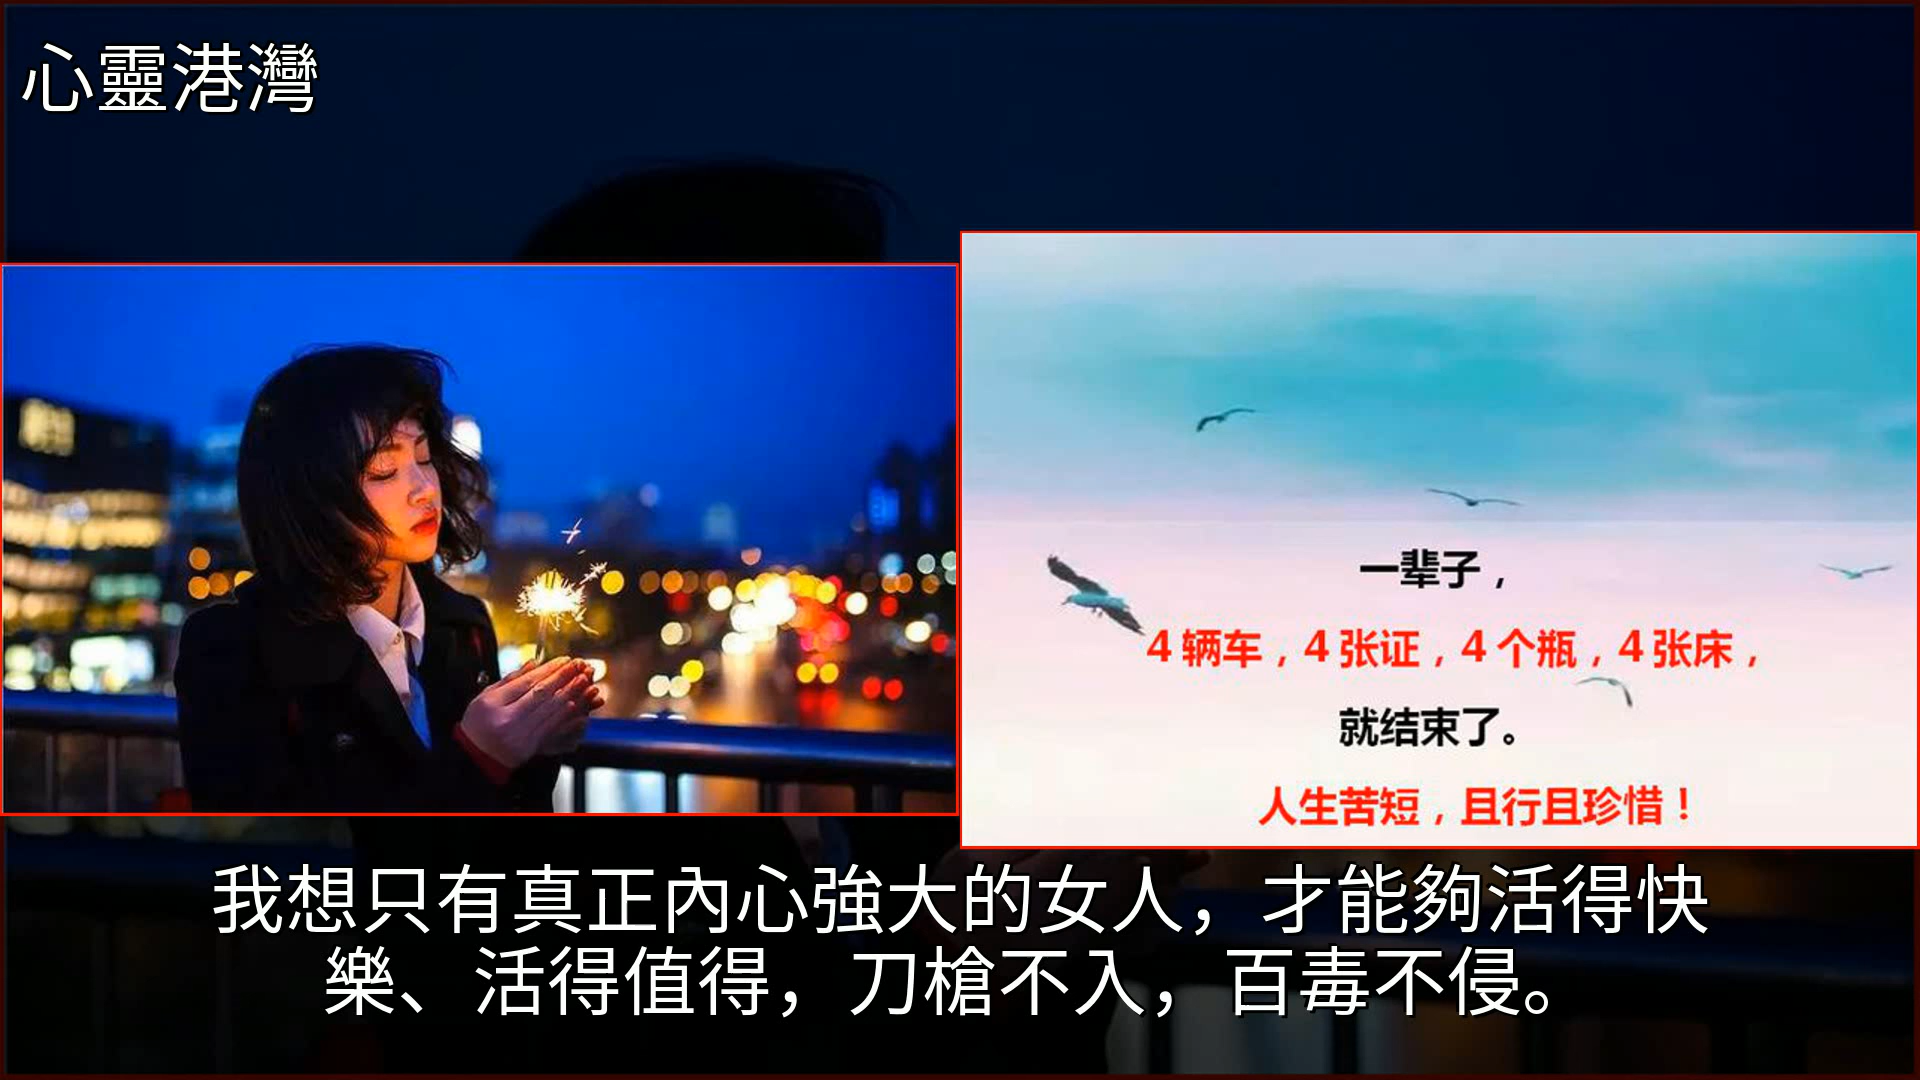 心靈港灣
一辈子，
4 辆车，4 张证，4 个瓶，4 张床，
就结束了。
人生苦短，且行且珍惜！
我想只有真正內心強大的女人，才能夠活得快
樂、活得值得，刀槍不入，百毒不侵。